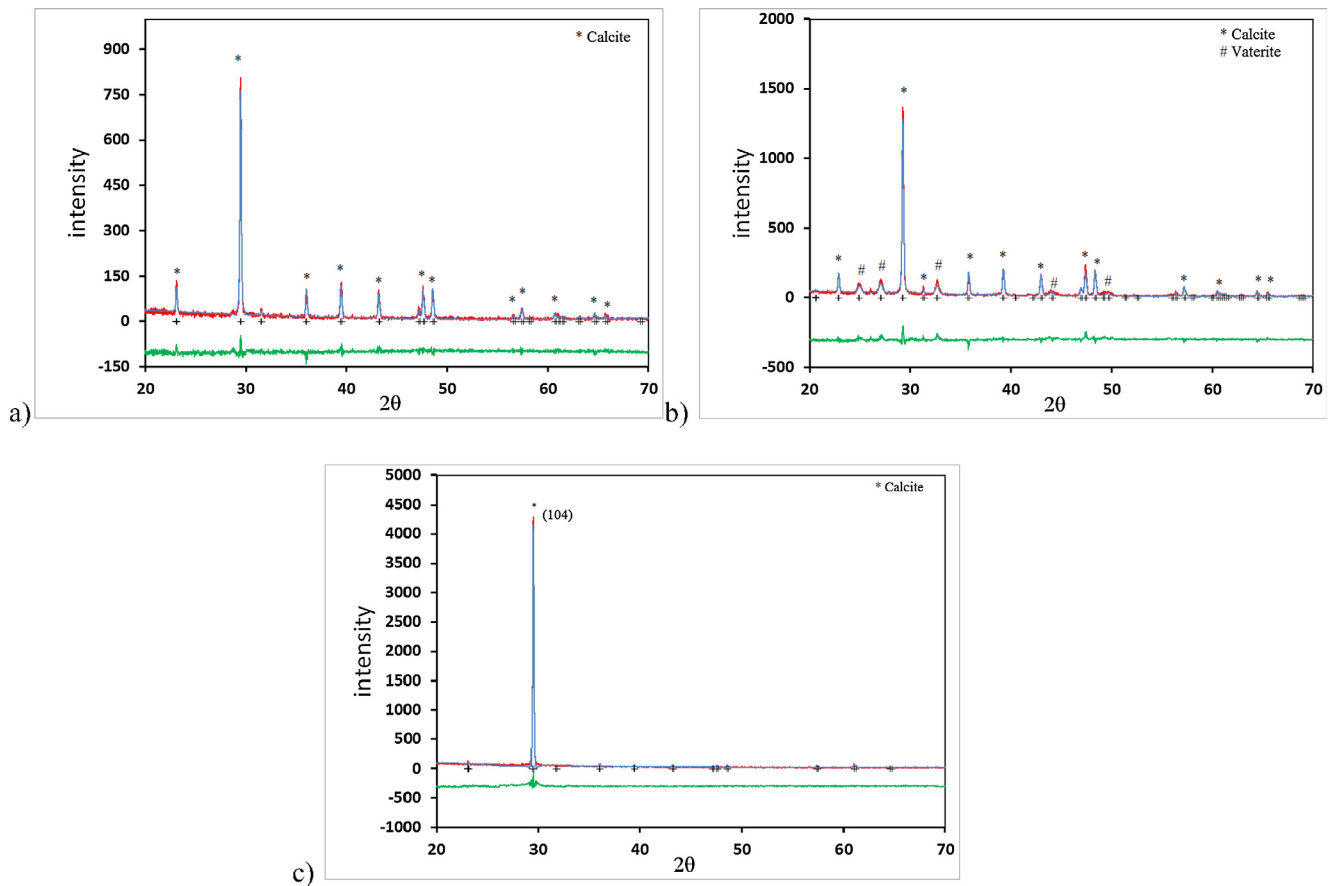 * Calcite
900
750
600
450
300
150
0
-150
intensity
20 30 40 50 60 70
2θ
a)
* * * * * * * * * * * *
* Calcite
# Vaterite
2000
1500
1000
500
0
-500
intensity
20 30 40 50 60 70
2θ
b)
* # # * * # * * * # * * # * * * *
* Calcite
5000
4500
4000
3500
3000
2500
2000
1500
1000
500
0
-500
-1000
intensity
*
(104)
20 30 40 50 60 70
2θ
c)